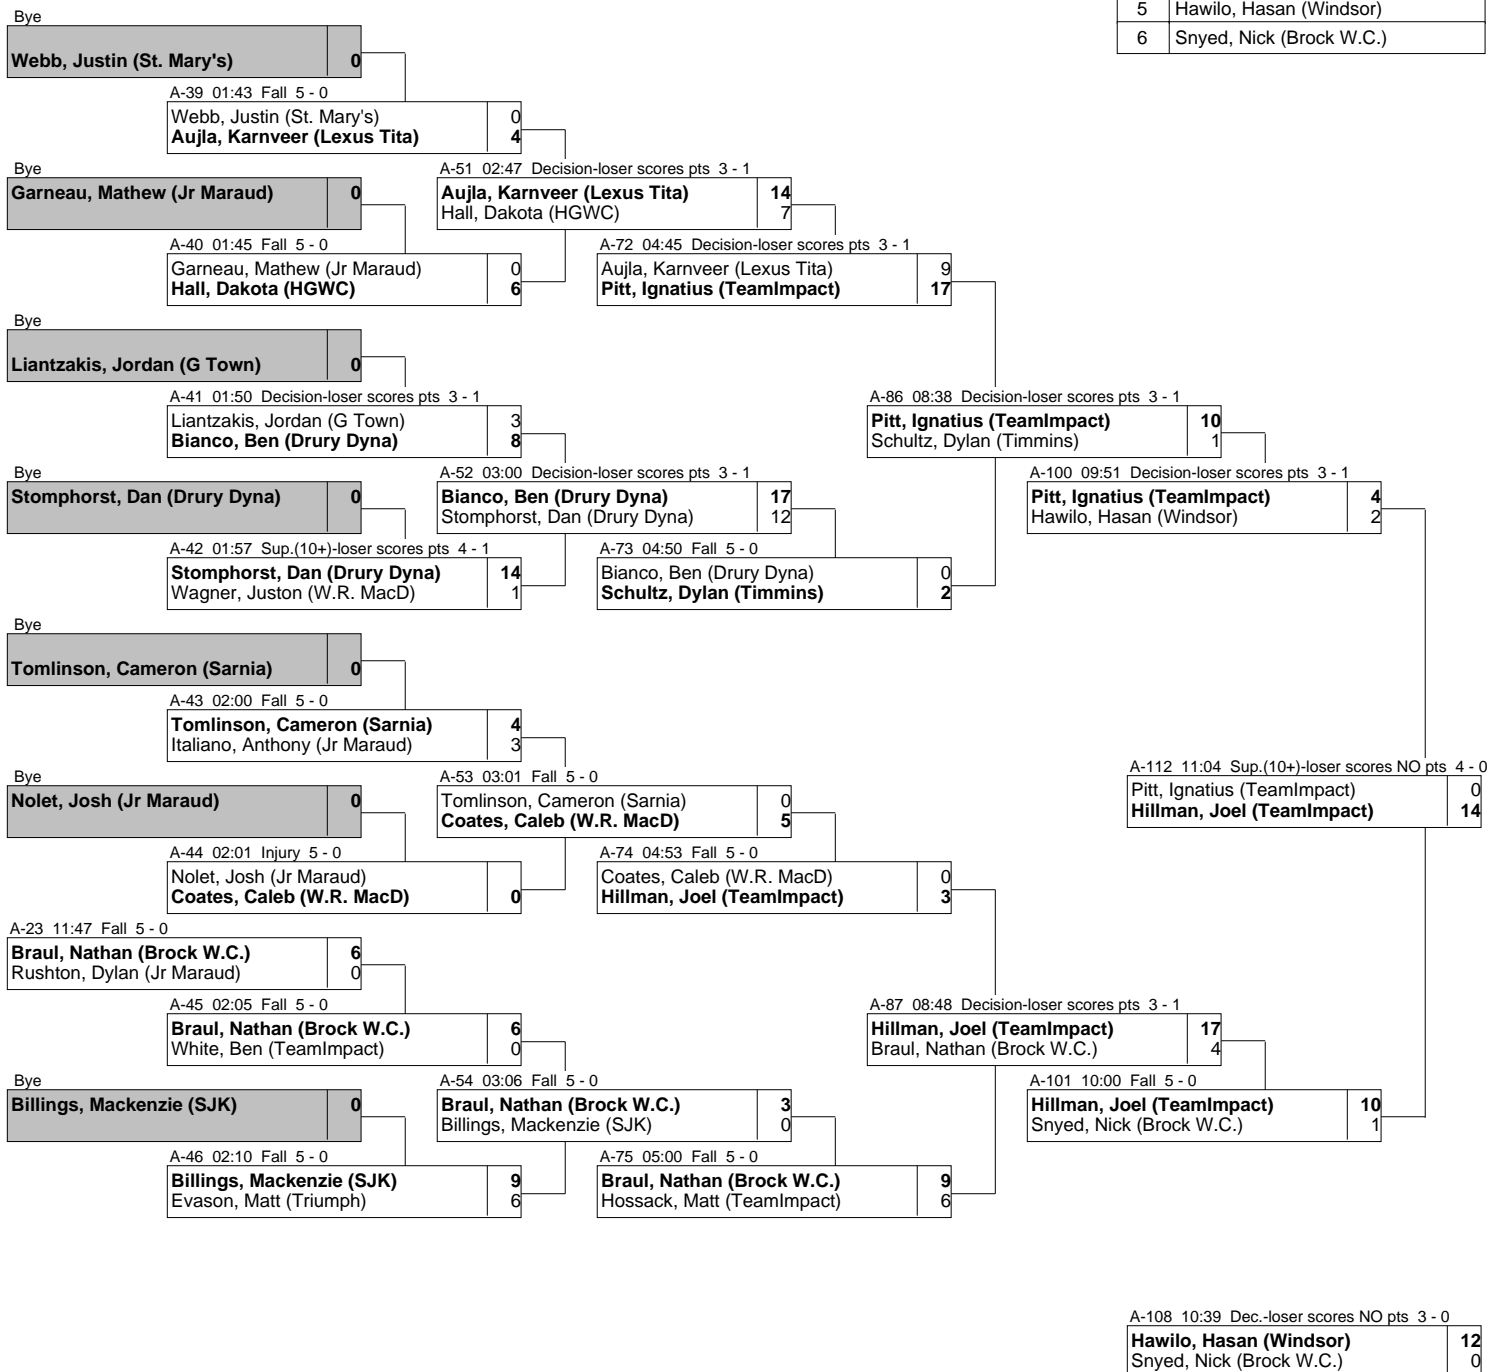 5 Hawilo, Hasan (Windsor)
6 Snyed, Nick (Brock W.C.)
Bye
Webb, Justin (St. Mary's) 0
A-39 01:43 Fall 5 - 0
Webb, Justin (St. Mary's) 0
Aujla, Karnveer (Lexus Tita) 4
Bye
Garneau, Mathew (Jr Maraud) 0
A-51 02:47 Decision-loser scores pts 3 - 1
Aujla, Karnveer (Lexus Tita) 14
Hall, Dakota (HGWC) 7
A-40 01:45 Fall 5 - 0
Garneau, Mathew (Jr Maraud) 0
Hall, Dakota (HGWC) 6
A-72 04:45 Decision-loser scores pts 3 - 1
Aujla, Karnveer (Lexus Tita) 9
Pitt, Ignatius (TeamImpact) 17
Bye
Liantzakis, Jordan (G Town) 0
A-41 01:50 Decision-loser scores pts 3 - 1
Liantzakis, Jordan (G Town) 3
Bianco, Ben (Drury Dyna) 8
A-86 08:38 Decision-loser scores pts 3 - 1
Pitt, Ignatius (TeamImpact) 10
Schultz, Dylan (Timmins) 1
Bye
Stomphorst, Dan (Drury Dyna) 0
A-52 03:00 Decision-loser scores pts 3 - 1
Bianco, Ben (Drury Dyna) 17
Stomphorst, Dan (Drury Dyna) 12
A-100 09:51 Decision-loser scores pts 3 - 1
Pitt, Ignatius (TeamImpact) 4
Hawilo, Hasan (Windsor) 2
A-42 01:57 Sup.(10+)-loser scores pts 4 - 1
Stomphorst, Dan (Drury Dyna) 14
Wagner, Juston (W.R. MacD) 1
A-73 04:50 Fall 5 - 0
Bianco, Ben (Drury Dyna) 0
Schultz, Dylan (Timmins) 2
Bye
Tomlinson, Cameron (Sarnia) 0
A-43 02:00 Fall 5 - 0
Tomlinson, Cameron (Sarnia) 4
Italiano, Anthony (Jr Maraud) 3
Bye
Nolet, Josh (Jr Maraud) 0
A-53 03:01 Fall 5 - 0
Tomlinson, Cameron (Sarnia) 0
Coates, Caleb (W.R. MacD) 5
A-112 11:04 Sup.(10+)-loser scores NO pts 4 - 0
Pitt, Ignatius (TeamImpact) 0
Hillman, Joel (TeamImpact) 14
A-44 02:01 Injury 5 - 0
Nolet, Josh (Jr Maraud)
Coates, Caleb (W.R. MacD) 0
A-74 04:53 Fall 5 - 0
Coates, Caleb (W.R. MacD) 0
Hillman, Joel (TeamImpact) 3
A-23 11:47 Fall 5 - 0
Braul, Nathan (Brock W.C.) 6
Rushton, Dylan (Jr Maraud) 0
A-45 02:05 Fall 5 - 0
Braul, Nathan (Brock W.C.) 6
White, Ben (TeamImpact) 0
A-87 08:48 Decision-loser scores pts 3 - 1
Hillman, Joel (TeamImpact) 17
Braul, Nathan (Brock W.C.) 4
Bye
Billings, Mackenzie (SJK) 0
A-54 03:06 Fall 5 - 0
Braul, Nathan (Brock W.C.) 3
Billings, Mackenzie (SJK) 0
A-101 10:00 Fall 5 - 0
Hillman, Joel (TeamImpact) 10
Snyed, Nick (Brock W.C.) 1
A-46 02:10 Fall 5 - 0
Billings, Mackenzie (SJK) 9
Evason, Matt (Triumph) 6
A-75 05:00 Fall 5 - 0
Braul, Nathan (Brock W.C.) 9
Hossack, Matt (TeamImpact) 6
A-108 10:39 Dec.-loser scores NO pts 3 - 0
Hawilo, Hasan (Windsor) 12
Snyed, Nick (Brock W.C.) 0